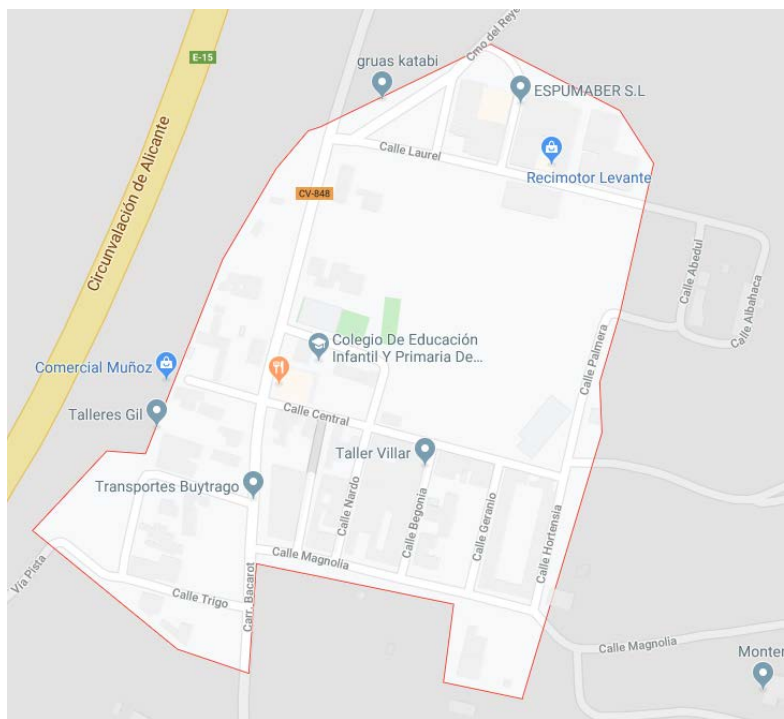 Cmo del Reye
gruas katabi
E-15
ESPUMABER S.L
Calle Laurel
Recimotor Levante
CV-848
Circunvalación de Alicante
Calle Abedul
Calle Albahaca
Colegio De Educación
Infantil Y Primaria De...
Calle Palmera
Comercial Muñoz
Talleres Gil
Calle Central
Taller Villar
Transportes Buytrago
Calle Nardo
Calle Begonia
Calle Geranio
Calle Hortensia
Calle Magnolia
Vía Pista
Calle Trigo
Carr. Bacarot
Calle Magnolia
Monter